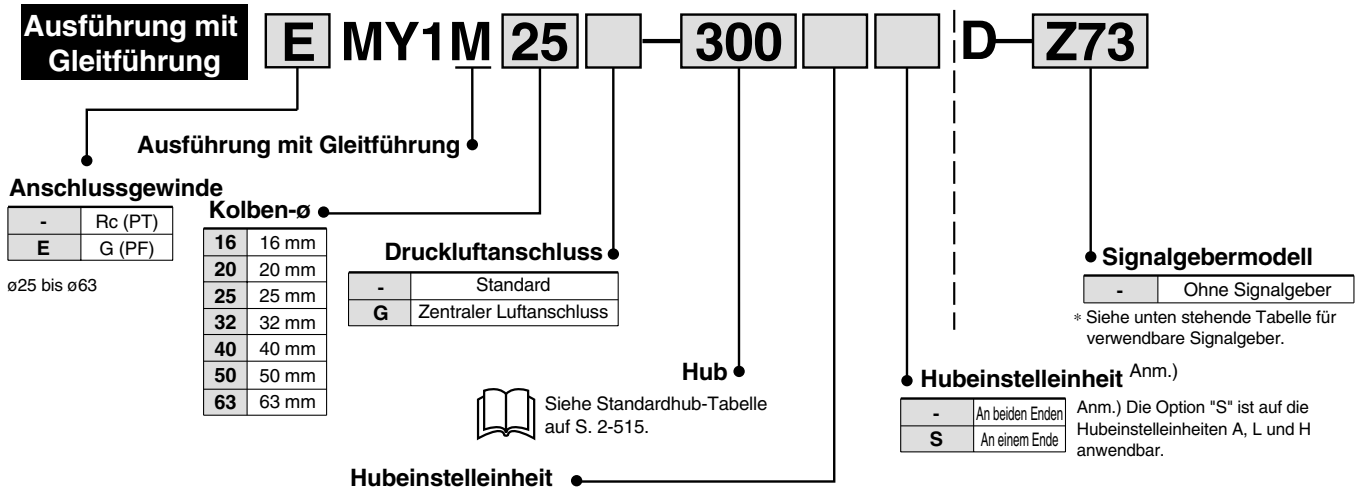 Ausführung mit
Gleitführung
E MY1M 25 — 300 D—Z73
Ausführung mit Gleitführung
Anschlussgewinde
- Rc (PT)
E G (PF)
ø25 bis ø63
Kolben-ø
16 16 mm
20 20 mm
25 25 mm
32 32 mm
40 40 mm
50 50 mm
63 63 mm
Druckluftanschluss
- Standard
G Zentraler Luftanschluss
Hub
Siehe Standardhub-Tabelle
auf S. 2-515.
Hubeinstelleinheit
Signalgebermodell
- Ohne Signalgeber
* Siehe unten stehende Tabelle für
verwendbare Signalgeber.
Hubeinstelleinheit Anm.)
- An beiden Enden
S An einem Ende
Anm.) Die Option "S" ist auf die
Hubeinstelleinheiten A, L und H
anwendbar.